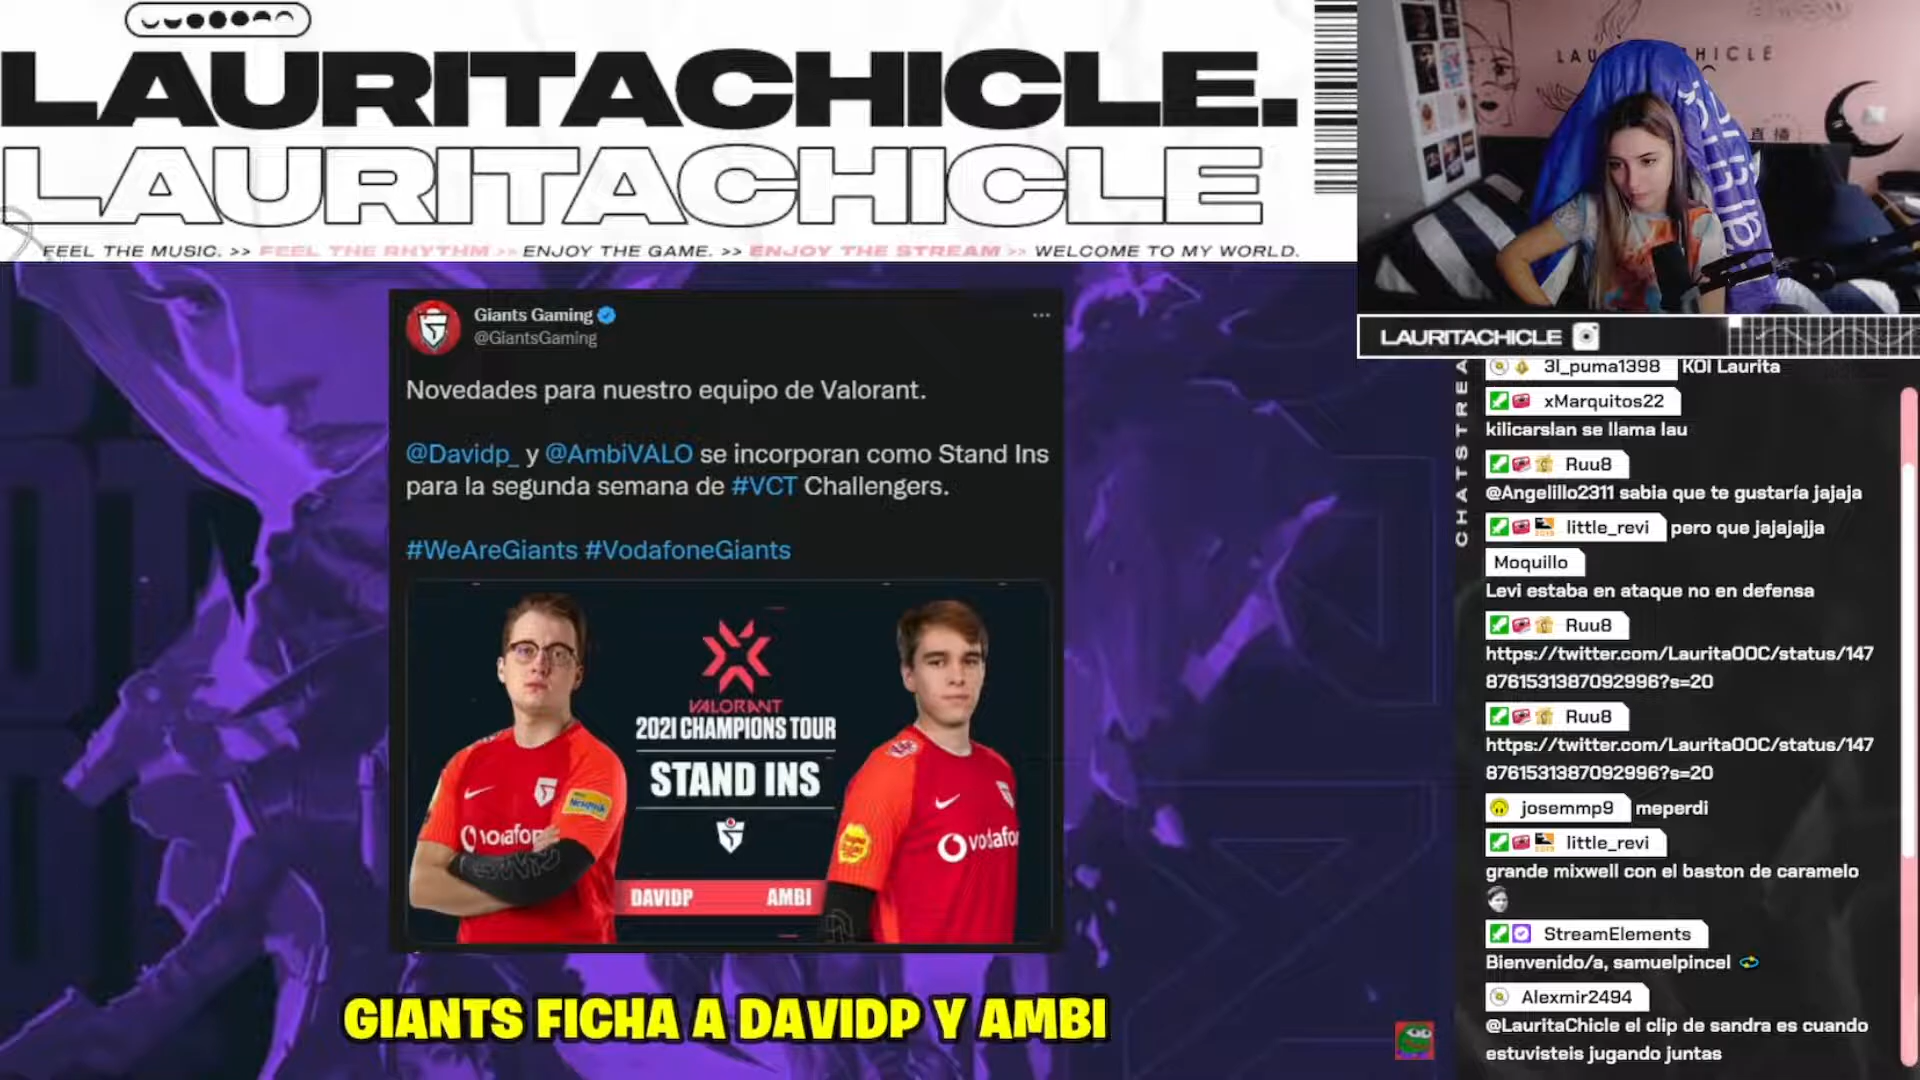 LAURITACHICLE.
LAURITACHICLE
FEEL THE MUSIC. >> FEEL THE RHYTHM >> ENJOY THE GAME. >> ENJOY THE STREAM >> WELCOME TO MY WORLD.
LAURITACHICLE
Giants Gaming
@GiantsGaming
Novedades para nuestro equipo de Valorant.
@Davidp_ y @AmbiVALO se incorporan como Stand Ins
para la segunda semana de #VCT Challengers.
#WeAreGiants #VodafoneGiants
VALORANT
2021 CHAMPIONS TOUR
STAND INS
DAVIDP AMBI
GIANTS FICHA A DAVIDP Y AMBI
3l_puma1398 KOI Laurita
xMarquitos22
kilicarslan se llama lau
Ruu8
@Angelillo2311 sabia que te gustaría jajaja
little_revi pero que jajajajja
Moquillo
Levi estaba en ataque no en defensa
Ruu8
https://twitter.com/LauritaOOC/status/147
8761531387092996?s=20
Ruu8
https://twitter.com/LauritaOOC/status/147
8761531387092996?s=20
josemmp9 meperdi
little_revi
grande mixwell con el baston de caramelo
StreamElements
Bienvenido/a, samuelpincel
Alexmir2494
@LauritaChicle el clip de sandra es cuando
estuvisteis jugando juntas